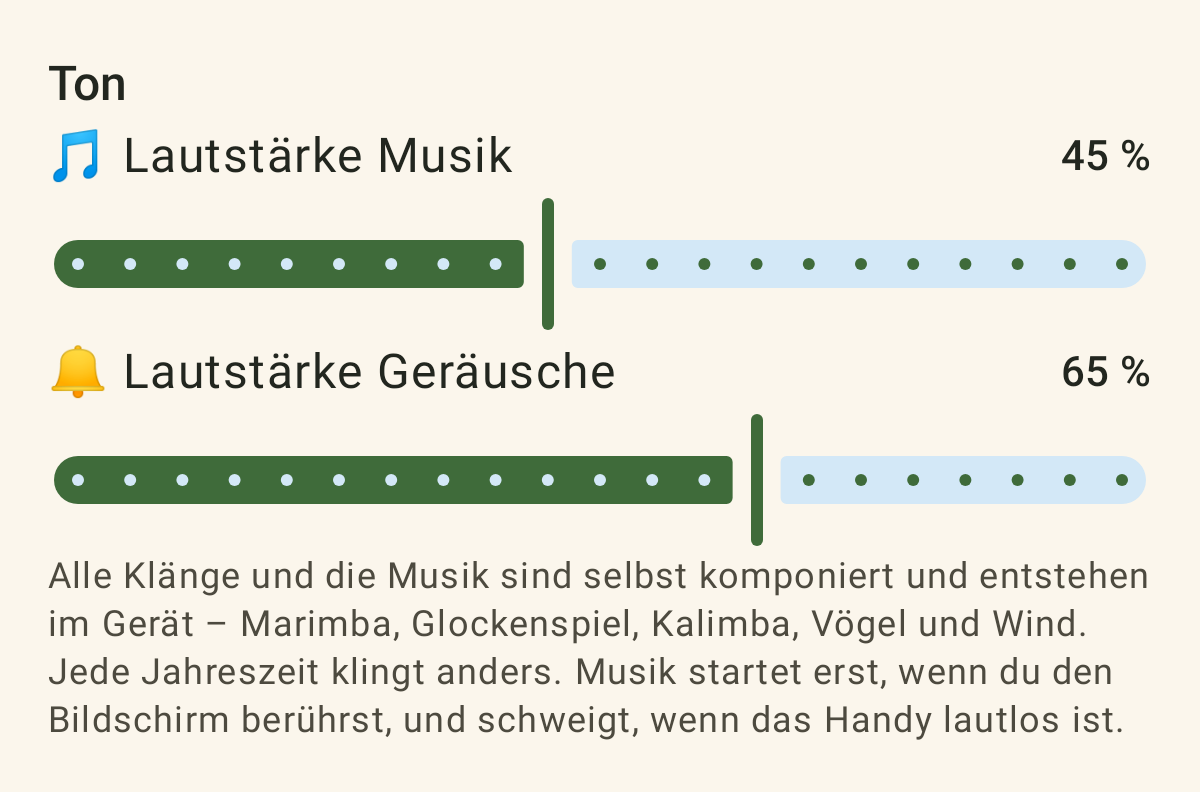 Ton
🎵 Lautstärke Musik 45 %
🔔 Lautstärke Geräusche 65 %
Alle Klänge und die Musik sind selbst komponiert und entstehen
im Gerät – Marimba, Glockenspiel, Kalimba, Vögel und Wind.
Jede Jahreszeit klingt anders. Musik startet erst, wenn du den
Bildschirm berührst, und schweigt, wenn das Handy lautlos ist.